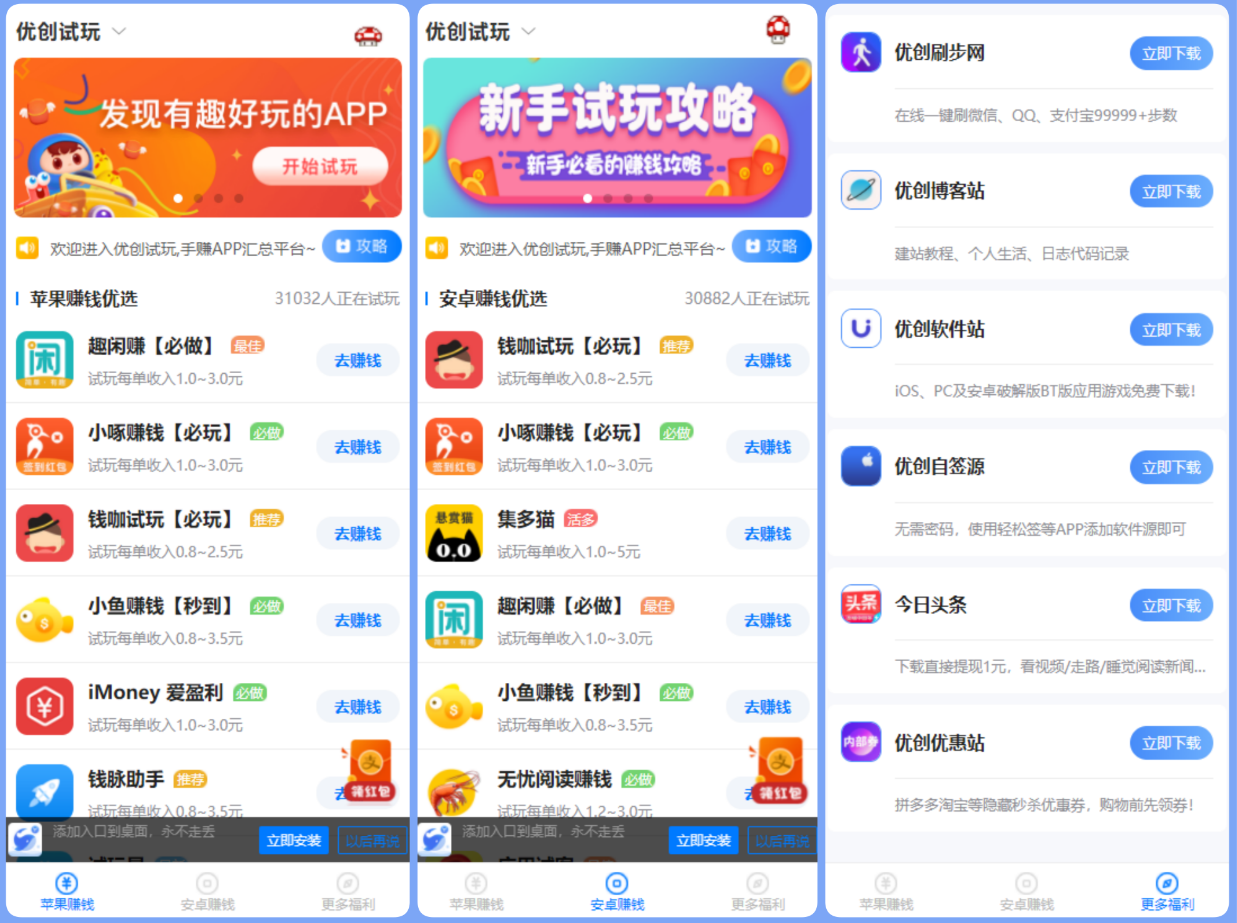 优创试玩
发现有趣好玩的APP
开始试玩
欢迎进入优创试玩,手赚APP汇总平台~
攻略
苹果赚钱优选
31032人正在试玩
闲
简单·有趣
趣闲赚【必做】 最佳
试玩每单收入1.0~3.0元
去赚钱
签到红包
小啄赚钱【必玩】 必做
试玩每单收入1.0~3.0元
去赚钱
钱咖试玩【必玩】 推荐
试玩每单收入0.8~2.5元
去赚钱
小鱼赚钱【秒到】 必做
试玩每单收入0.8~3.5元
去赚钱
iMoney 爱盈利 必做
试玩每单收入1.0~3.0元
去赚钱
钱脉助手 推荐
试玩每单收入0.8~3.5元
去
领红包
添加入口到桌面，永不走丢
立即安装
以后再说
苹果赚钱
安卓赚钱
更多福利
优创试玩
新手试玩攻略
新手必看的赚钱攻略
欢迎进入优创试玩,手赚APP汇总平台~
攻略
安卓赚钱优选
30882人正在试玩
钱咖试玩【必玩】 推荐
试玩每单收入0.8~2.5元
去赚钱
签到红包
小啄赚钱【必玩】 必做
试玩每单收入1.0~3.0元
去赚钱
悬赏猫
集多猫 活多
试玩每单收入1.0~5元
去赚钱
闲
简单·有趣
趣闲赚【必做】 最佳
试玩每单收入1.0~3.0元
去赚钱
小鱼赚钱【秒到】 必做
试玩每单收入0.8~3.5元
去赚钱
无忧阅读赚钱 必做
试玩每单收入1.2~3.0元
去
领红包
添加入口到桌面，永不走丢
立即安装
以后再说
苹果赚钱
安卓赚钱
更多福利
优创刷步网
立即下载
在线一键刷微信、QQ、支付宝99999+步数
优创博客站
立即下载
建站教程、个人生活、日志代码记录
优创软件站
立即下载
iOS、PC及安卓破解版BT版应用游戏免费下载！
优创自签源
立即下载
无需密码，使用轻松签等APP添加软件源即可
头条
今日头条
立即下载
下载直接提现1元，看视频/走路/睡觉阅读新闻...
内部券
优创优惠站
立即下载
拼多多淘宝等隐藏秒杀优惠券，购物前先领券！
苹果赚钱
安卓赚钱
更多福利